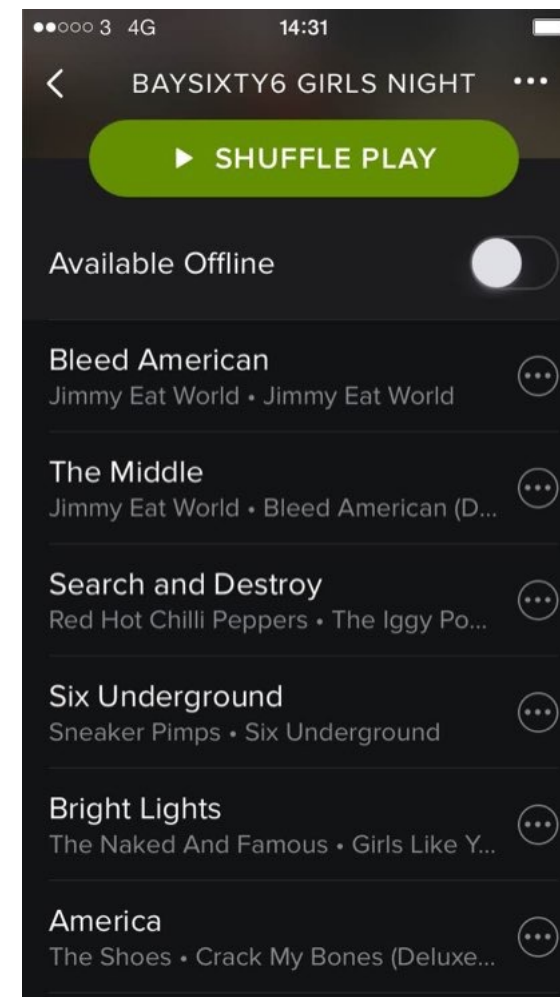 3 4G 14:31
BAYSIXTY6 GIRLS NIGHT
SHUFFLE PLAY
Available Offline
Bleed American
Jimmy Eat World • Jimmy Eat World
The Middle
Jimmy Eat World • Bleed American (D...
Search and Destroy
Red Hot Chilli Peppers • The Iggy Po...
Six Underground
Sneaker Pimps • Six Underground
Bright Lights
The Naked And Famous • Girls Like Y...
America
The Shoes • Crack My Bones (Deluxe...